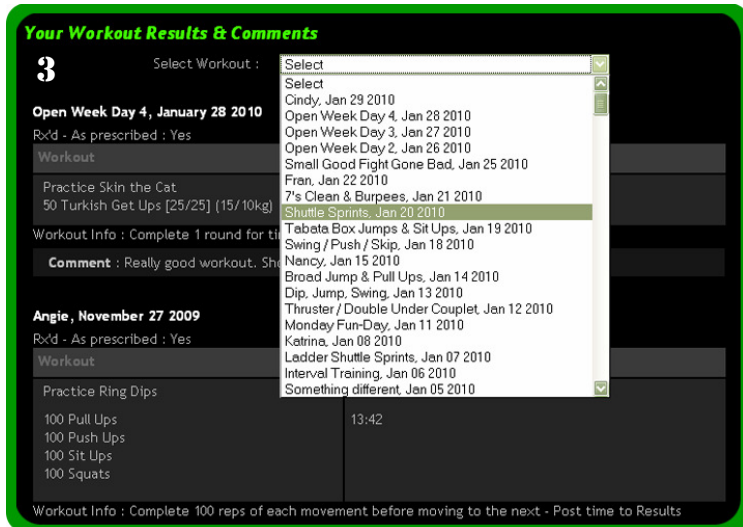 Your Workout Results & Comments
3
Select Workout :
Select
Select
Cindy, Jan 29 2010
Open Week Day 4, Jan 28 2010
Open Week Day 3, Jan 27 2010
Open Week Day 2, Jan 26 2010
Small Good Fight Gone Bad, Jan 25 2010
Fran, Jan 22 2010
7's Clean & Burpees, Jan 21 2010
Shuttle Sprints, Jan 20 2010
Tabata Box Jumps & Sit Ups, Jan 19 2010
Swing / Push / Skip, Jan 18 2010
Nancy, Jan 15 2010
Broad Jump & Pull Ups, Jan 14 2010
Dip, Jump, Swing, Jan 13 2010
Thruster / Double Under Couplet, Jan 12 2010
Monday Fun-Day, Jan 11 2010
Katrina, Jan 08 2010
Ladder Shuttle Sprints, Jan 07 2010
Interval Training, Jan 06 2010
Something different, Jan 05 2010
Open Week Day 4, January 28 2010
Rx'd - As prescribed : Yes
Workout
Practice Skin the Cat
50 Turkish Get Ups [25/25] (15/10kg)
Workout Info : Complete 1 round for
Comment : Really good workout.
Angie, November 27 2009
Rx'd - As prescribed : Yes
Workout
Practice Ring Dips
100 Pull Ups
13:42
100 Push Ups
100 Sit Ups
100 Squats
Workout Info : Complete 100 reps of each movement before moving to the next - Post time to Results